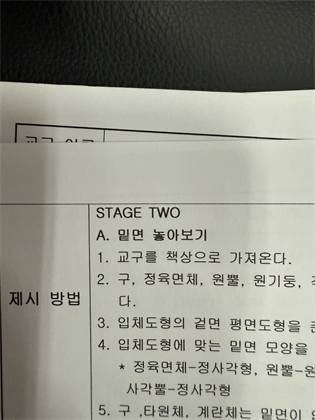 STAGE TWO
A. 밑면 놓아보기
1. 교구를 책상으로 가져온다.
2. 구, 정육면체, 원뿔, 원기둥,
다.
제시 방법
3. 입체도형의 겉면 평면도형을
4. 입체도형에 맞는 밑면 모양을
* 정육면체-정사각형, 원뿔-원
사각뿔-정사각형
5. 구 ,타원체, 계란체는 밑면이